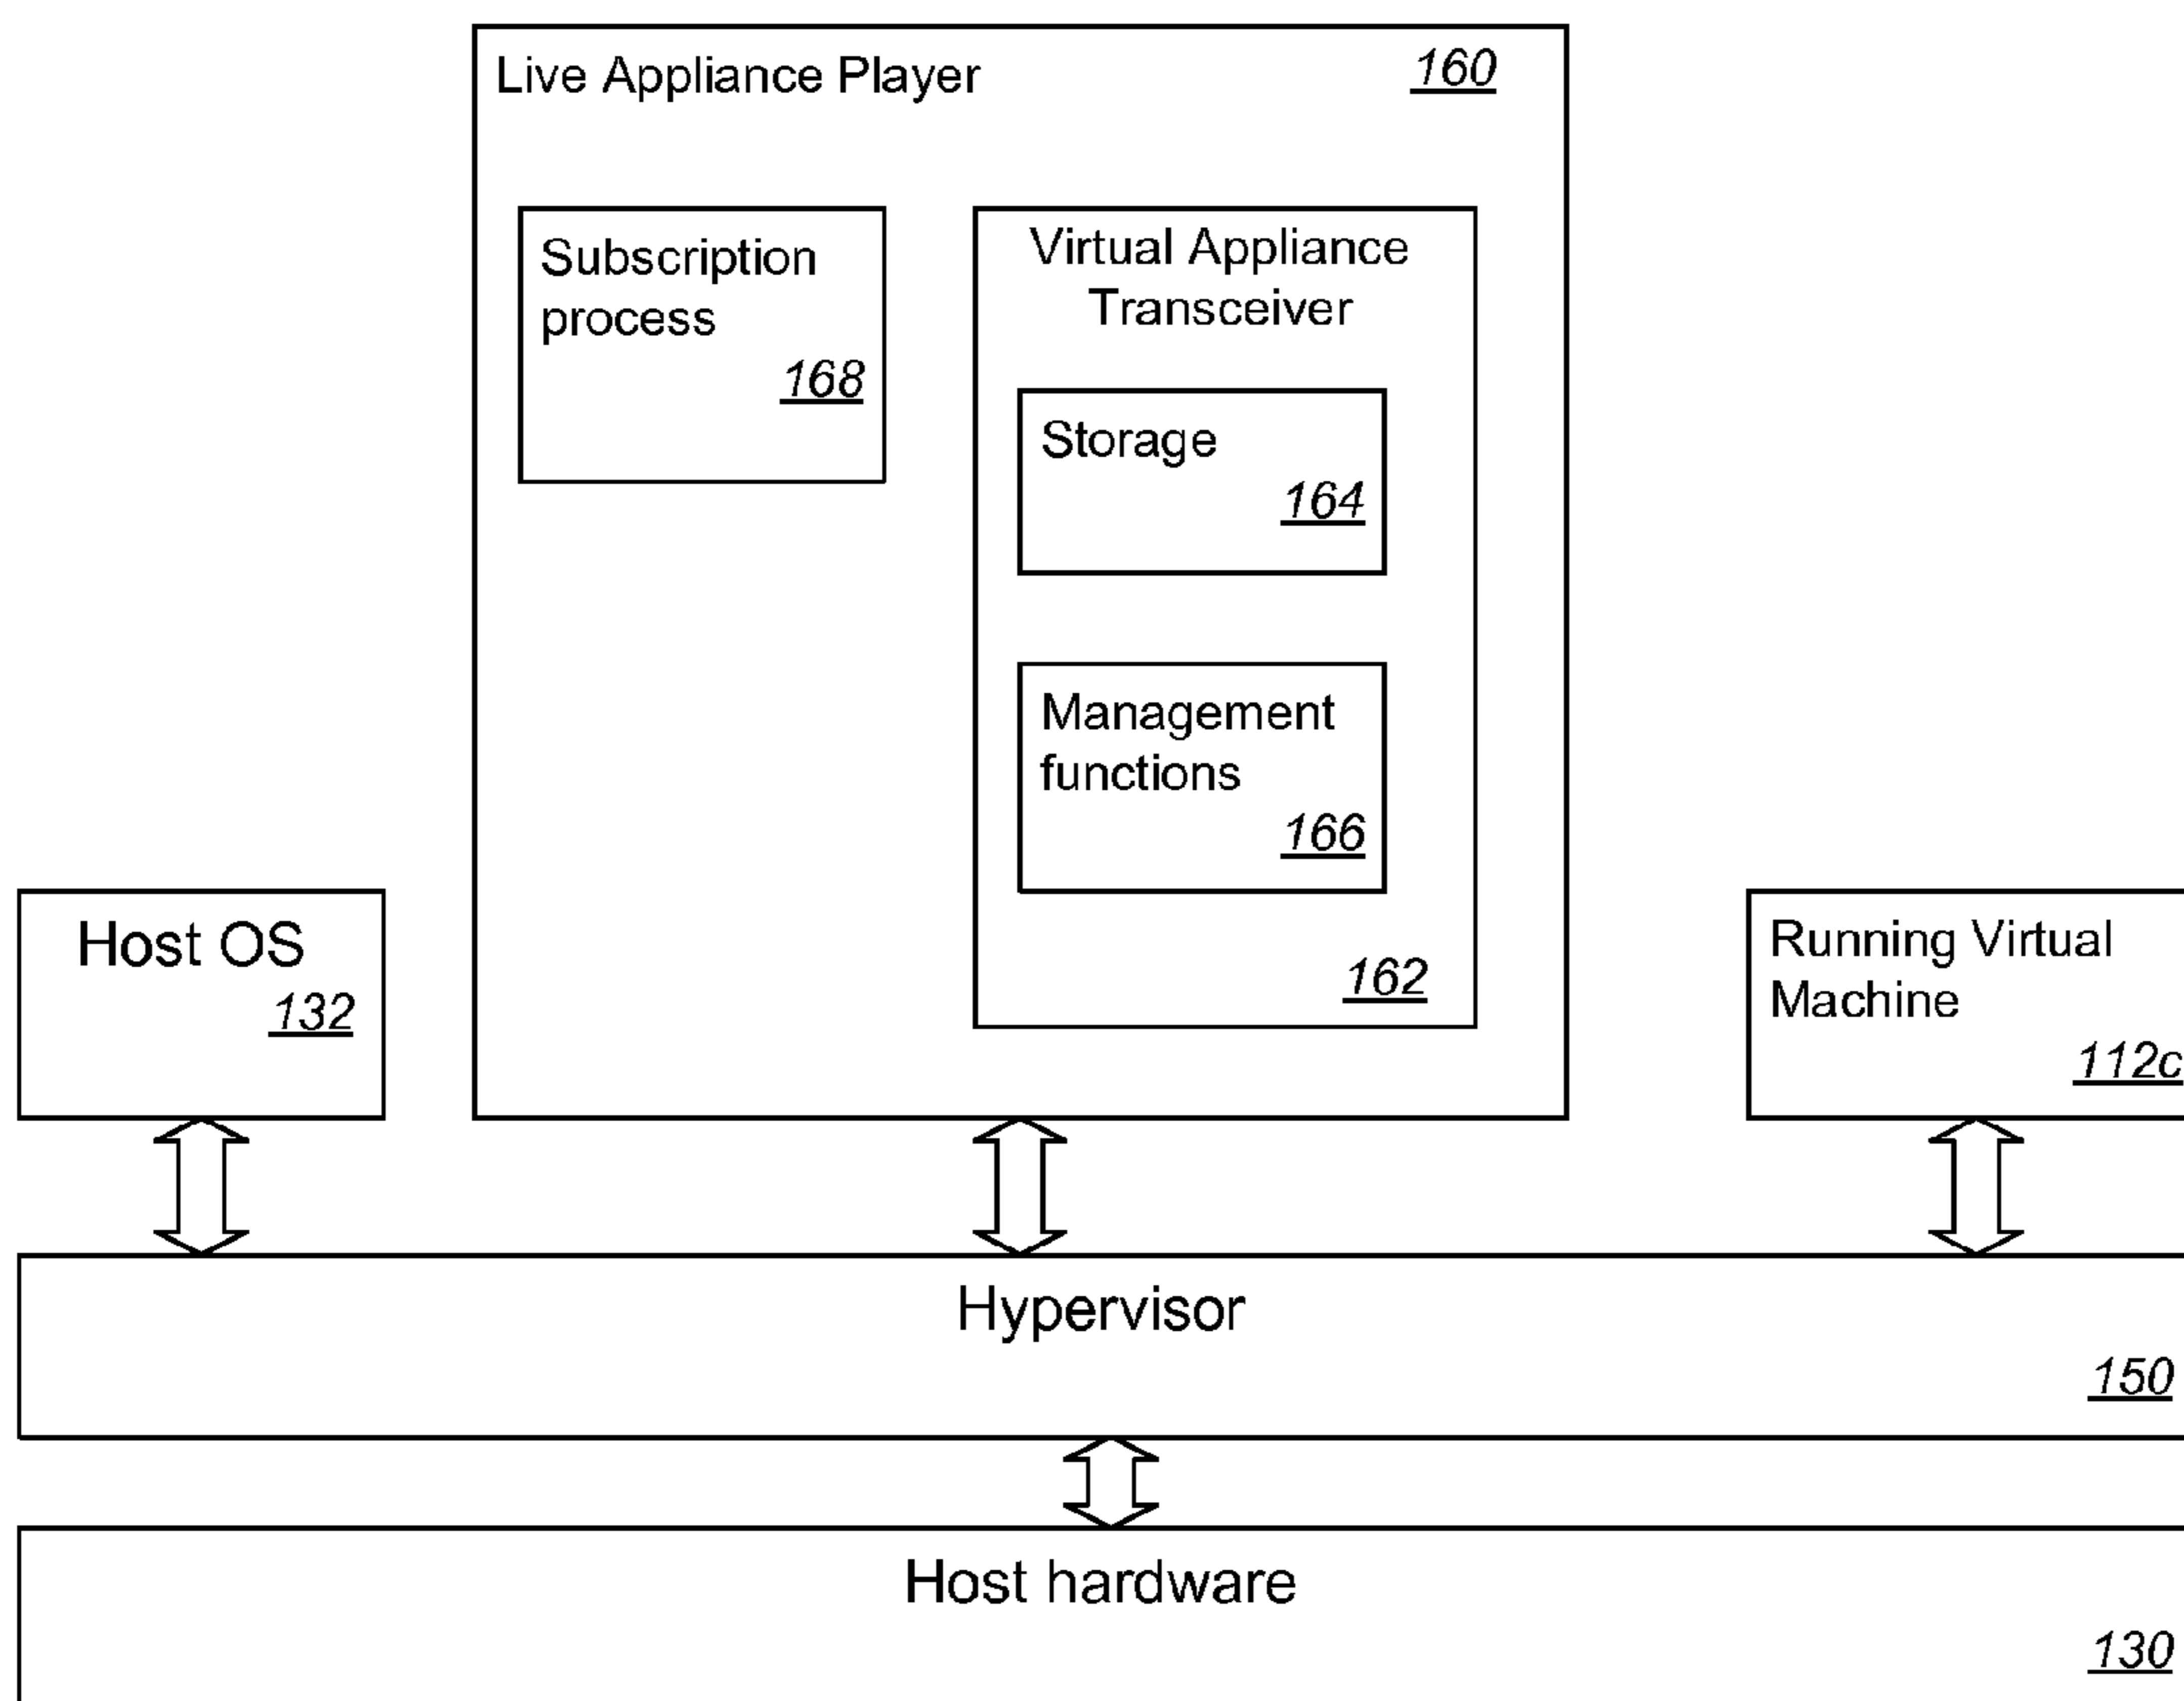 Live Appliance Player
160
Subscription
process
168
Virtual Appliance
Transceiver
Storage
164
Management
functions
166
162
Host OS
132
Running Virtual
Machine
112c
Hypervisor
150
Host hardware
130